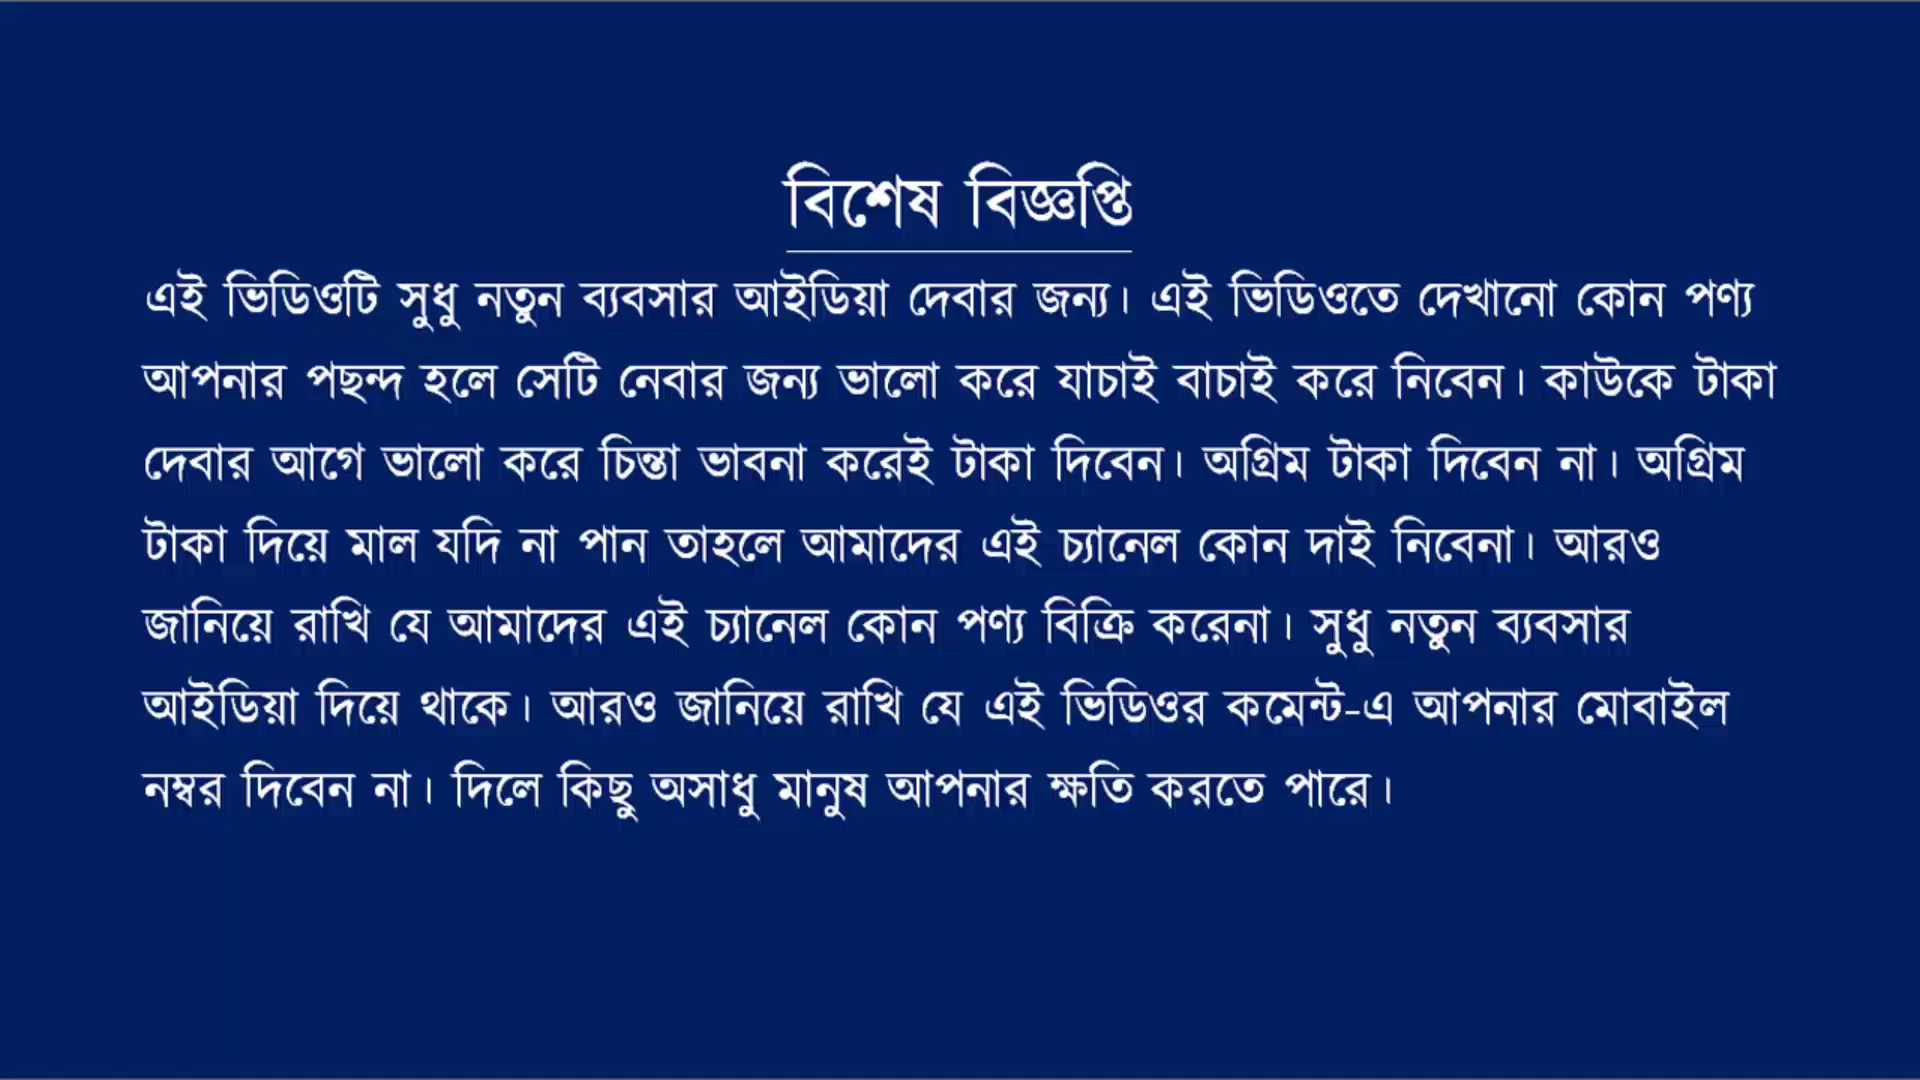 বিশেষ বিজ্ঞপ্তি
এই ভিডিওটি সুধু নতুন ব্যবসার আইডিয়া দেবার জন্য। এই ভিডিওতে দেখানো কোন পণ্য
আপনার পছন্দ হলে সেটি নেবার জন্য ভালো করে যাচাই বাচাই করে নিবেন। কাউকে টাকা
দেবার আগে ভালো করে চিন্তা ভাবনা করেই টাকা দিবেন। অগ্রিম টাকা দিবেন না। অগ্রিম
টাকা দিয়ে মাল যদি না পান তাহলে আমাদের এই চ্যানেল কোন দাই নিবেনা। আরও
জানিয়ে রাখি যে আমাদের এই চ্যানেল কোন পণ্য বিক্রি করেনা। সুধু নতুন ব্যবসার
আইডিয়া দিয়ে থাকে। আরও জানিয়ে রাখি যে এই ভিডিওর কমেন্ট-এ আপনার মোবাইল
নম্বর দিবেন না। দিলে কিছু অসাধু মানুষ আপনার ক্ষতি করতে পারে।